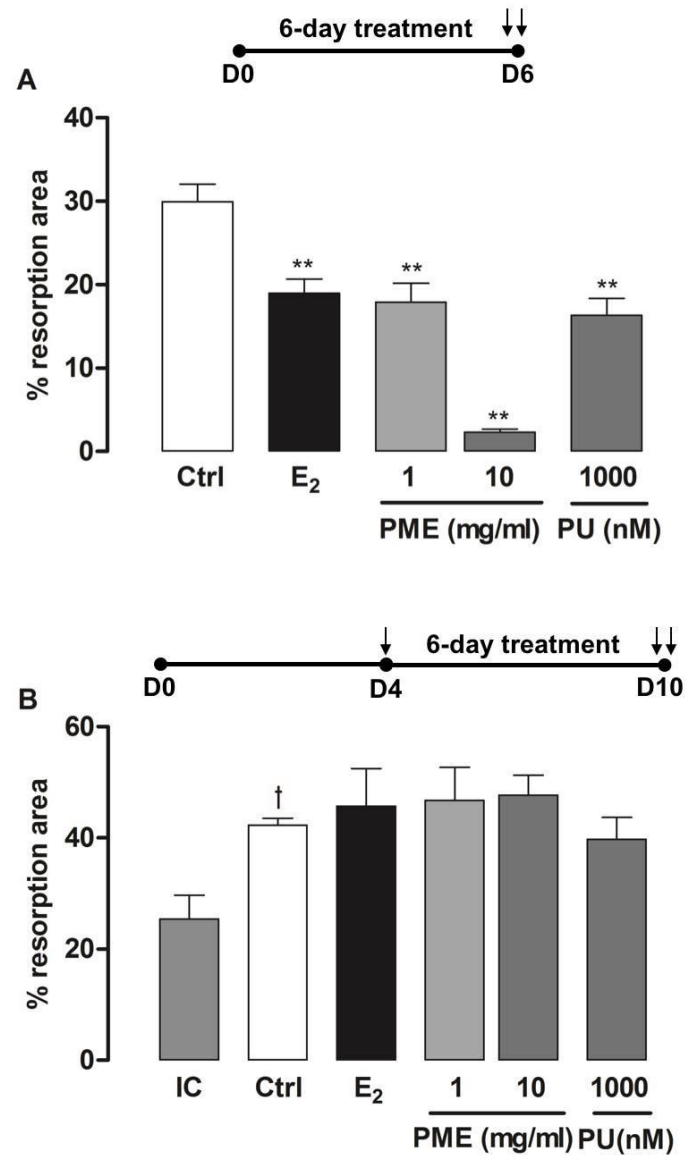 6-day treatment
D0 D6
A
40
30
20
10
0
% resorption area
** ** ** **
Ctrl E2 1 10 1000
PME (mg/ml) PU (nM)
6-day treatment
D0 D4 D10
B
60
40
20
0
% resorption area
†
IC Ctrl E2 1 10 1000
PME (mg/ml) PU(nM)